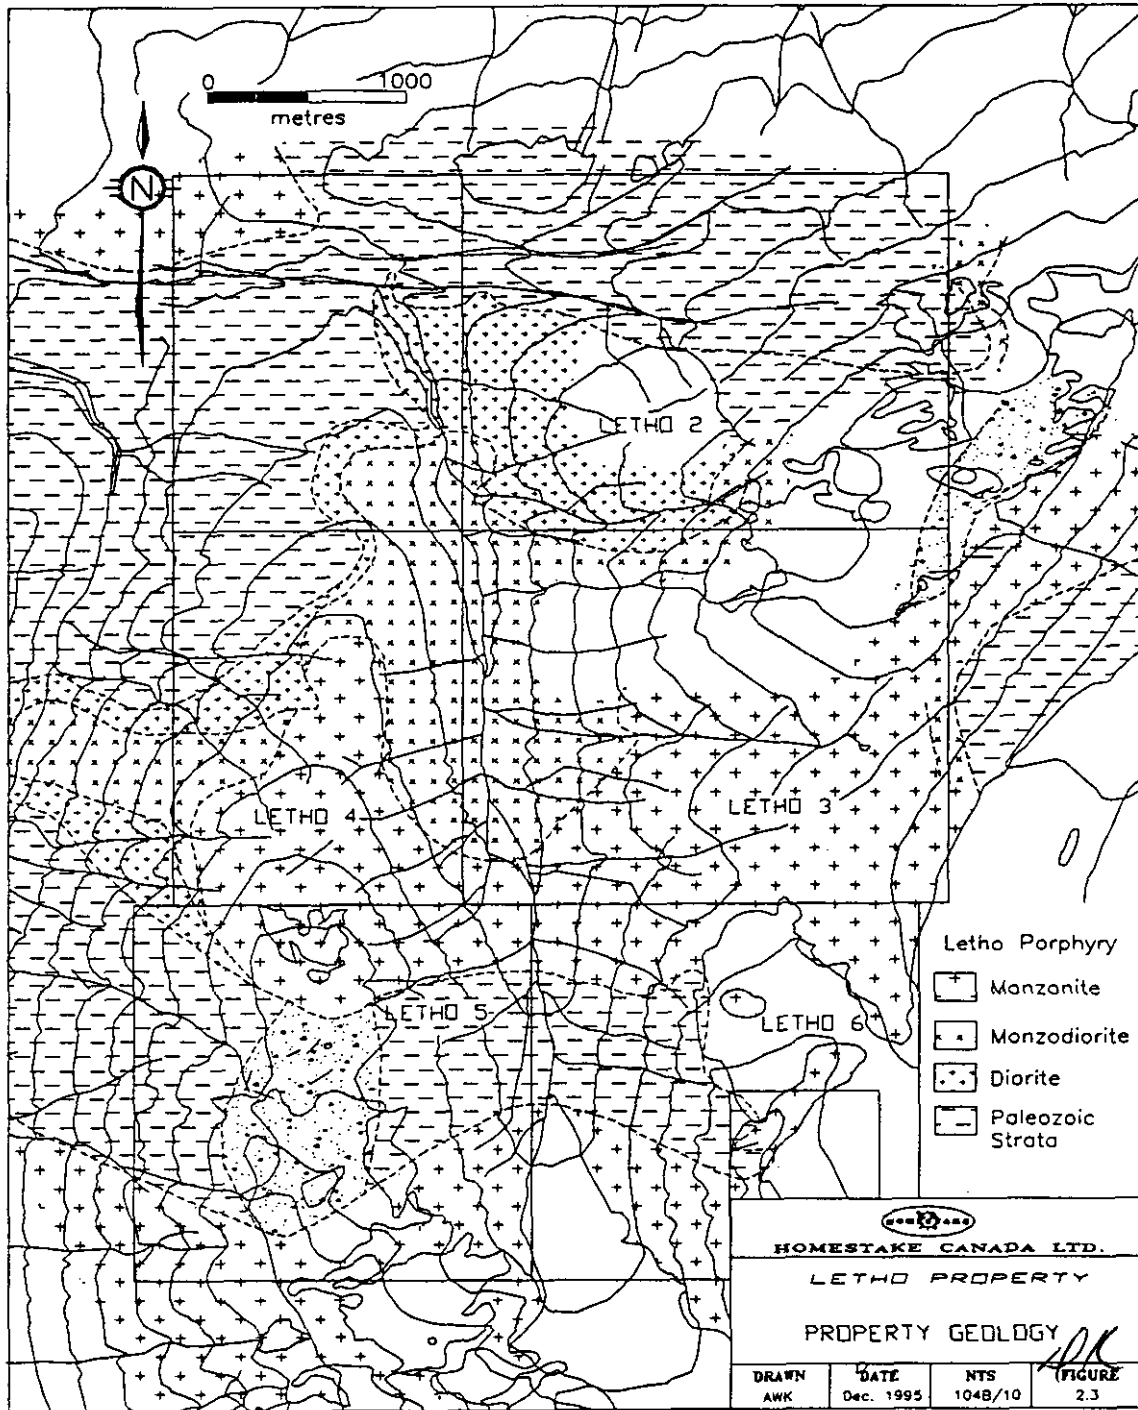 0 1000
metres
N
LETHO 2
LETHO 4
LETHO 3
LETHO 5
LETHO 6
Letho Porphyry
Monzonite
Monzodiorite
Diorite
Paleozoic
Strata
HOMESTAKE CANADA LTD.
LETHO PROPERTY
PROPERTY GEOLOGY
DRAWN
AWK
DATE
Dec. 1995
NTS
104B/10
FIGURE
2.3